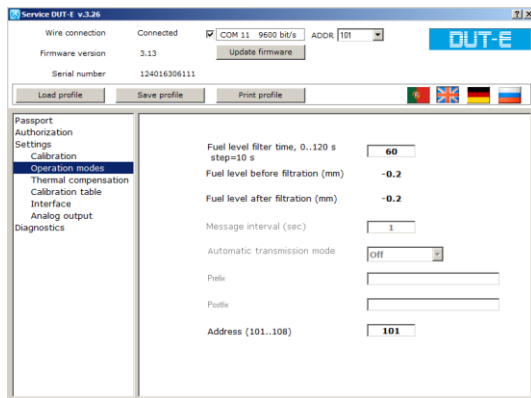 Service DUT-E v.3.26
Wire connection Connected COM 11 9600 bit/s ADDR 101
DUT-E
Firmware version 3.13 Update firmware
Serial number 124016306111
Load profile Save profile Print profile
Passport
Authorization
Settings
Calibration
Operation modes
Thermal compensation
Calibration table
Interface
Analog output
Diagnostics
Fuel level filter time, 0..120 s
step=10 s 60
Fuel level before filtration (mm) -0.2
Fuel level after filtration (mm) -0.2
Message interval (sec) 1
Automatic transmission mode Off
Prefix
Postfix
Address (101..108) 101